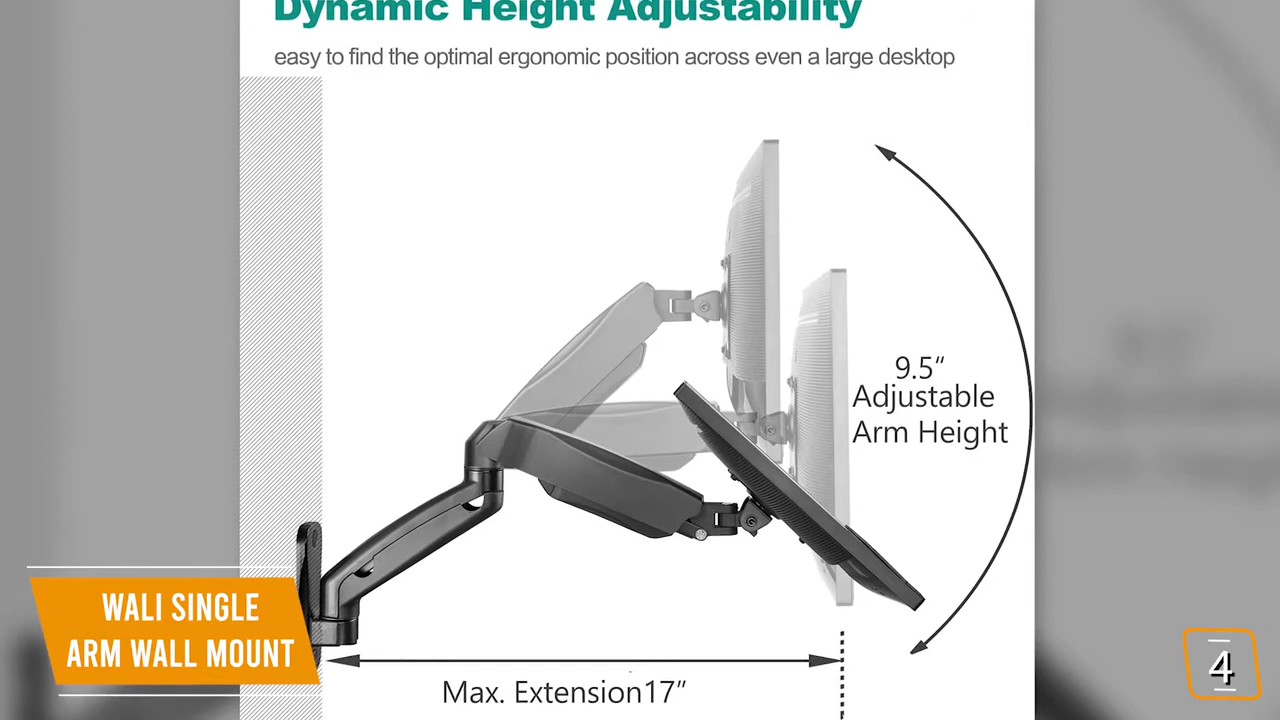 Dynamic Height Adjustability
easy to find the optimal ergonomic position across even a large desktop
9.5“
Adjustable
Arm Height
WALI SINGLE
ARM WALL MOUNT
Max. Extension17”
4